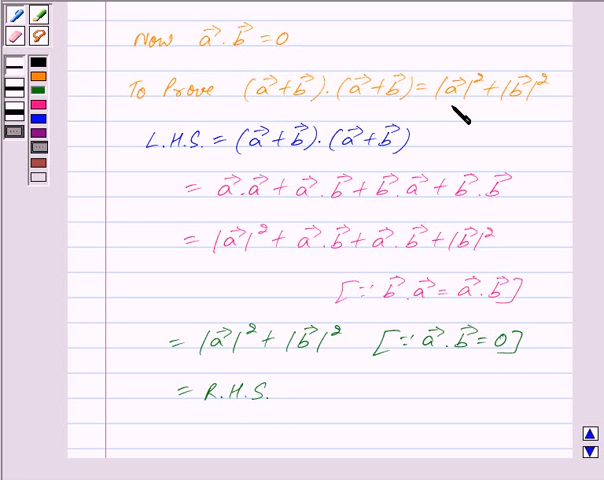 Now a⃗ . b⃗ = 0
To Prove (a⃗ + b⃗) . (a⃗ + b⃗) = |a⃗|² + |b⃗|²
L.H.S. = (a⃗ + b⃗) . (a⃗ + b⃗)
= a⃗ . a⃗ + a⃗ . b⃗ + b⃗ . a⃗ + b⃗ . b⃗
= |a⃗|² + a⃗ . b⃗ + a⃗ . b⃗ + |b⃗|²
[∵ b⃗ . a⃗ = a⃗ . b⃗]
= |a⃗|² + |b⃗|² [∵ a⃗ . b⃗ = 0]
= R.H.S.